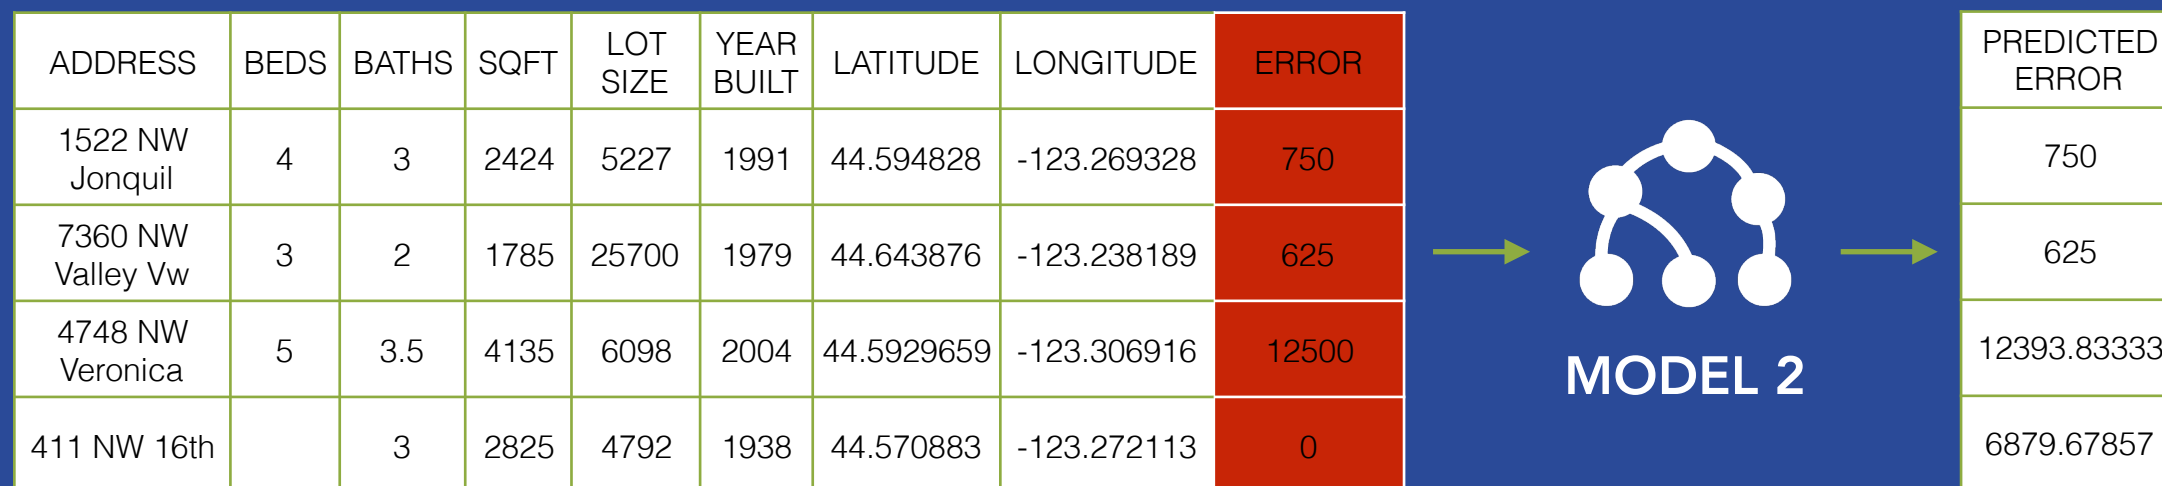 ADDRESS BEDS BATHS SQFT LOT SIZE YEAR BUILT LATITUDE LONGITUDE ERROR PREDICTED ERROR
1522 NW Jonquil 4 3 2424 5227 1991 44.594828 -123.269328 750 750
7360 NW Valley Vw 3 2 1785 25700 1979 44.643876 -123.238189 625 625
4748 NW Veronica 5 3.5 4135 6098 2004 44.5929659 -123.306916 12500 12393.83333
411 NW 16th 3 2825 4792 1938 44.570883 -123.272113 0 6879.67857
MODEL 2